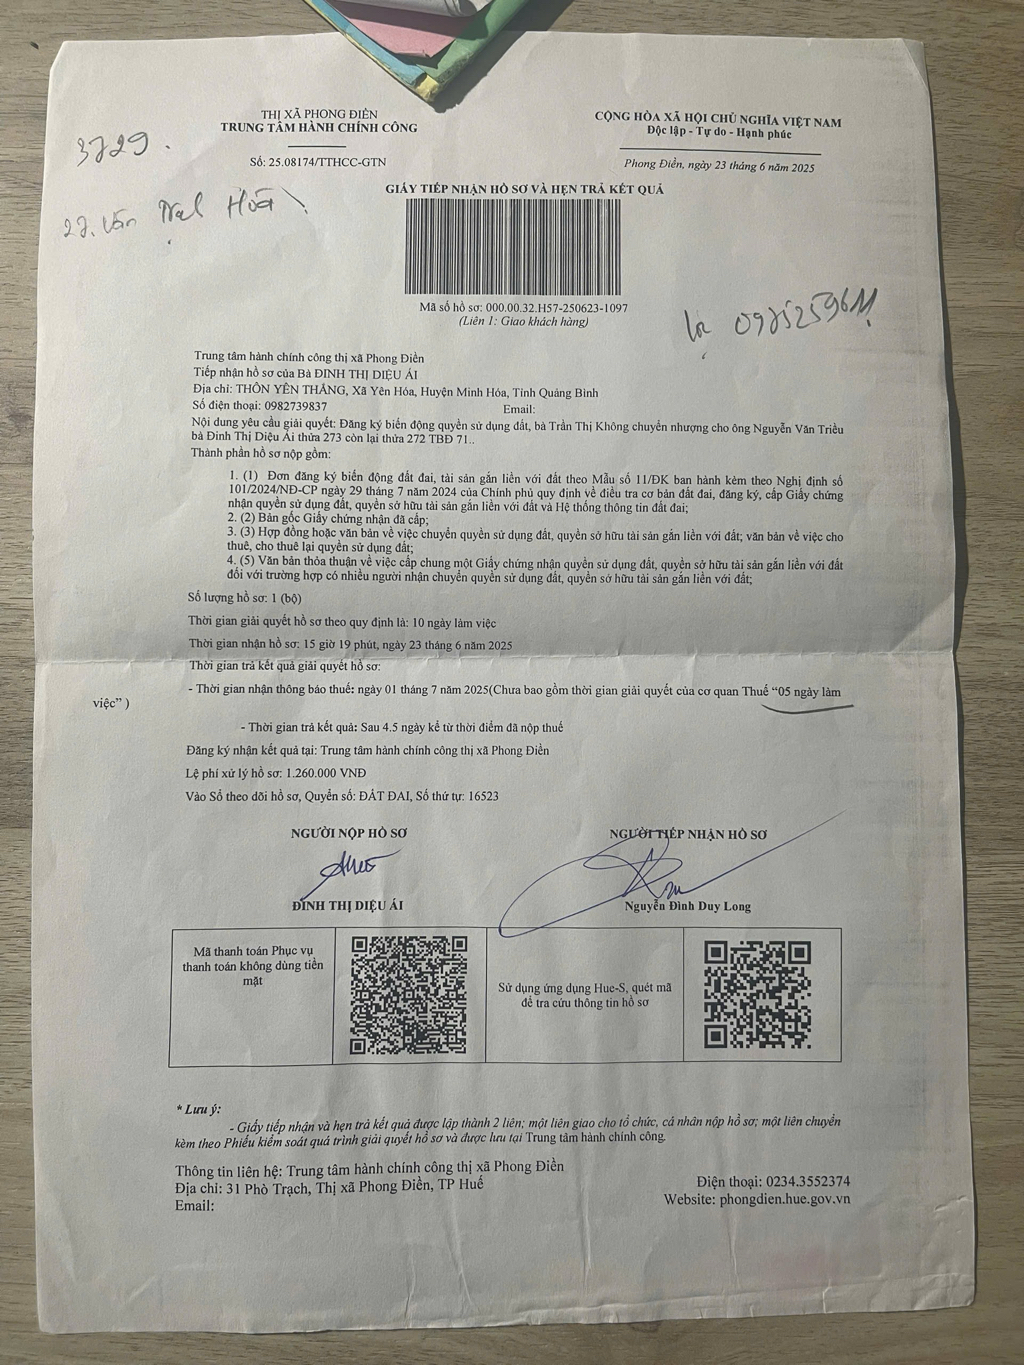 THỊ XÃ PHONG ĐIỀN
TRUNG TÂM HÀNH CHÍNH CÔNG
Số: 25.08174/TTHCC-GTN
CỘNG HÒA XÃ HỘI CHỦ NGHĨA VIỆT NAM
Độc lập - Tự do - Hạnh phúc
Phong Điền, ngày 23 tháng 6 năm 2025
3729.
GIẤY TIẾP NHẬN HỒ SƠ VÀ HẸN TRẢ KẾT QUẢ
27. Văn Hóa
Mã số hồ sơ: 000.00.32.H57-250623-1097
(Liên 1: Giao khách hàng)
Trung tâm hành chính công thị xã Phong Điền
Tiếp nhận hồ sơ của Bà ĐINH THỊ DIỆU ÁI
Địa chỉ: THÔN YÊN THẮNG, Xã Yên Hóa, Huyện Minh Hóa, Tỉnh Quảng Bình
Số điện thoại: 0982739837 Email:
Nội dung yêu cầu giải quyết: Đăng ký biến động quyền sử dụng đất, bà Trần Thị Không chuyển nhượng cho ông Nguyễn Văn Triều
bà Đinh Thị Diệu Ái thửa 273 còn lại thửa 272 TBĐ 71..
Thành phần hồ sơ nộp gồm:
1. (1) Đơn đăng ký biến động đất đai, tài sản gắn liền với đất theo Mẫu số 11/ĐK ban hành kèm theo Nghị định số
101/2024/NĐ-CP ngày 29 tháng 7 năm 2024 của Chính phủ quy định về điều tra cơ bản đất đai, đăng ký, cấp Giấy chứng
nhận quyền sử dụng đất, quyền sở hữu tài sản gắn liền với đất và Hệ thống thông tin đất đai;
2. (2) Bản gốc Giấy chứng nhận đã cấp;
3. (3) Hợp đồng hoặc văn bản về việc chuyển quyền sử dụng đất, quyền sở hữu tài sản gắn liền với đất; văn bản về việc cho
thuê, cho thuê lại quyền sử dụng đất;
4. (5) Văn bản thỏa thuận về việc cấp chung một Giấy chứng nhận quyền sử dụng đất, quyền sở hữu tài sản gắn liền với đất
đối với trường hợp có nhiều người nhận chuyển quyền sử dụng đất, quyền sở hữu tài sản gắn liền với đất;
Số lượng hồ sơ: 1 (bộ)
Thời gian giải quyết hồ sơ theo quy định là: 10 ngày làm việc
Thời gian nhận hồ sơ: 15 giờ 19 phút, ngày 23 tháng 6 năm 2025
Thời gian trả kết quả giải quyết hồ sơ:
- Thời gian nhận thông báo thuế: ngày 01 tháng 7 năm 2025(Chưa bao gồm thời gian giải quyết của cơ quan Thuế “05 ngày làm
việc” )
- Thời gian trả kết quả: Sau 4.5 ngày kể từ thời điểm đã nộp thuế
Đăng ký nhận kết quả tại: Trung tâm hành chính công thị xã Phong Điền
Lệ phí xử lý hồ sơ: 1.260.000 VNĐ
Vào Sổ theo dõi hồ sơ, Quyển số: ĐẤT ĐAI, Số thứ tự: 16523
NGƯỜI NỘP HỒ SƠ
NGƯỜI TIẾP NHẬN HỒ SƠ
ĐINH THỊ DIỆU ÁI
Nguyễn Đình Duy Long
Mã thanh toán Phục vụ
thanh toán không dùng tiền
mặt
Sử dụng ứng dụng Hue-S, quét mã
để tra cứu thông tin hồ sơ
* Lưu ý:
- Giấy tiếp nhận và hẹn trả kết quả được lập thành 2 liên; một liên giao cho tổ chức, cá nhân nộp hồ sơ; một liên chuyển
kèm theo Phiếu kiểm soát quá trình giải quyết hồ sơ và được lưu tại Trung tâm hành chính công.
Thông tin liên hệ: Trung tâm hành chính công thị xã Phong Điền
Địa chỉ: 31 Phò Trạch, Thị xã Phong Điền, TP Huế
Email:
Điện thoại: 0234.3552374
Website: phongdien.hue.gov.vn